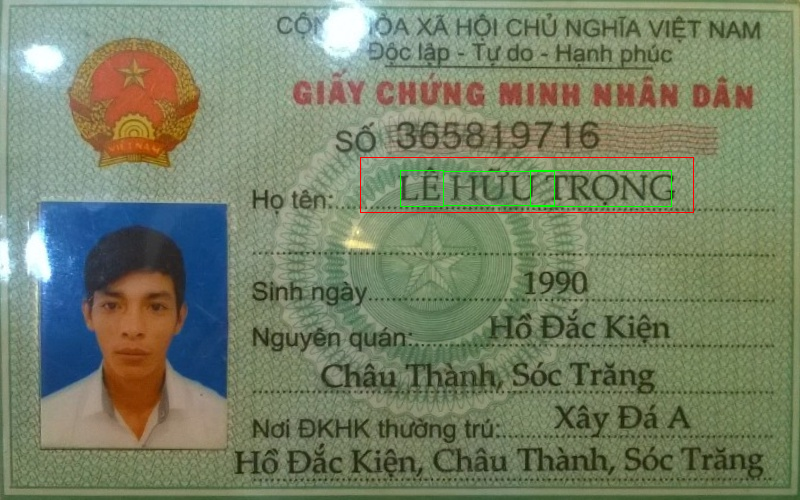 CỘNG HÒA XÃ HỘI CHỦ NGHĨA VIỆT NAM
Độc lập - Tự do - Hạnh phúc
GIẤY CHỨNG MINH NHÂN DÂN
SỐ 365819716
VIỆT NAM
Họ tên: LÊ HỮU TRỌNG
Sinh ngày 1990
Nguyên quán: Hồ Đắc Kiện
Châu Thành, Sóc Trăng
Nơi ĐKHK thường trú: Xây Đá A
Hồ Đắc Kiện, Châu Thành, Sóc Trăng